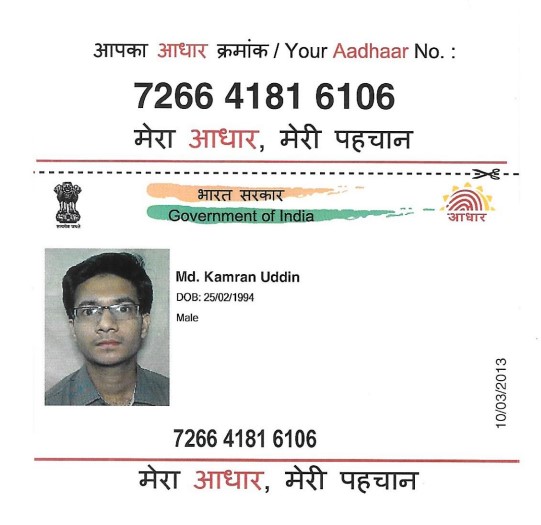 आपका आधार क्रमांक / Your Aadhaar No. :
7266 4181 6106
मेरा आधार, मेरी पहचान
भारत सरकार
Government of India
सत्यमेव जयते
आधार
Md. Kamran Uddin
DOB: 25/02/1994
Male
10/03/2013
7266 4181 6106
मेरा आधार, मेरी पहचान